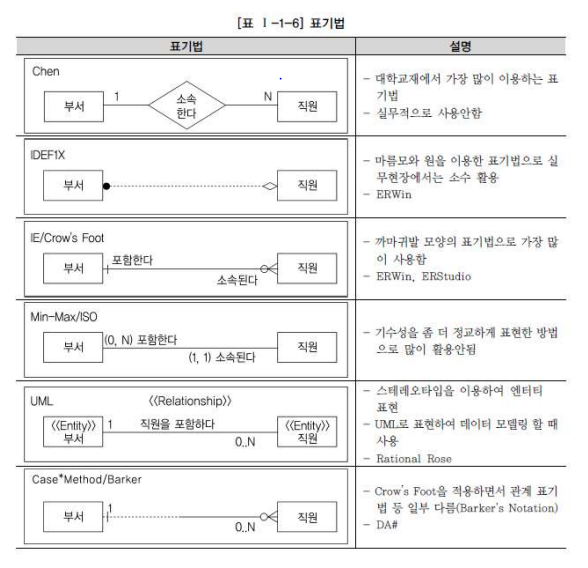 [표 Ⅰ-1-6] 표기법
표기법 설명
Chen
부서 1 소속
한다 N 직원
- 대학교재에서 가장 많이 이용하는 표
기법
- 실무적으로 사용안함
IDEF1X
부서 직원
- 마름모와 원을 이용한 표기법으로 실
무현장에서는 소수 활용
- ERWin
IE/Crow's Foot
부서 포함한다 소속된다 직원
- 까마귀발 모양의 표기법으로 가장 많
이 사용함
- ERWin, ERStudio
Min-Max/ISO
부서 (0, N) 포함한다 (1, 1) 소속된다 직원
- 기수성을 좀 더 정교하게 표현한 방법
으로 많이 활용안됨
UML 《Relationship》
《Entity》
부서 1 직원을 포함하다 0..N 《Entity》
직원
- 스테레오타입을 이용하여 엔터티
표현
- UML로 표현하여 데이터 모델링 할 때
사용
- Rational Rose
Case*Method/Barker
부서 1 0..N 직원
- Crow's Foot을 적용하면서 관계 표기
법 등 일부 다름(Barker's Notation)
- DA#